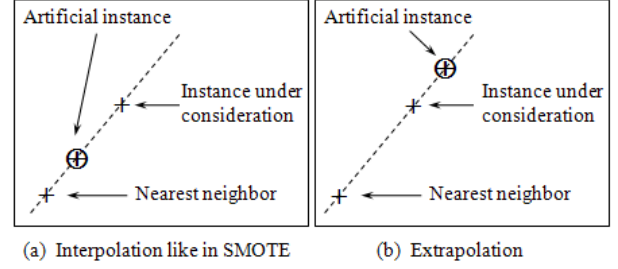 Artificial instance
Instance under
consideration
Nearest neighbor
(a) Interpolation like in SMOTE
Artificial instance
Instance under
consideration
Nearest neighbor
(b) Extrapolation